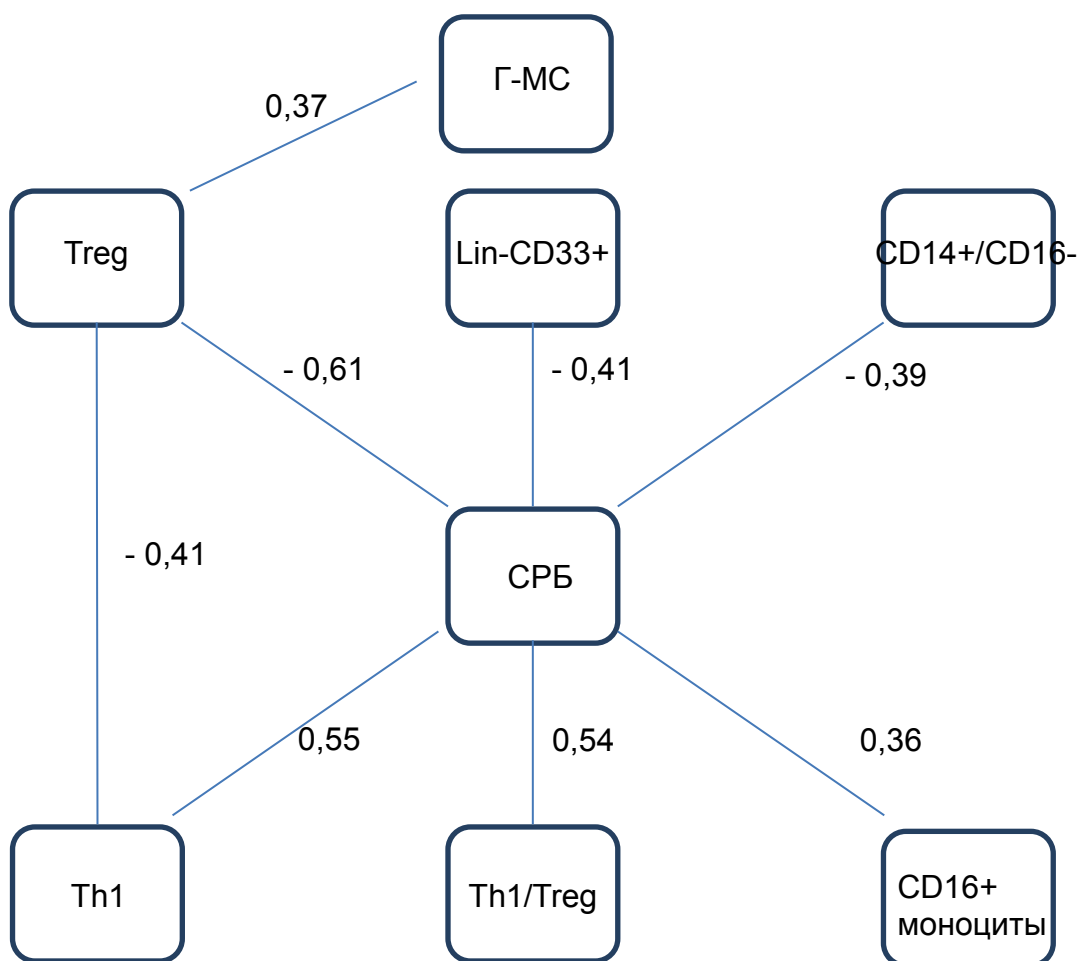 Г-МС
0,37
Treg
Lin-CD33+
CD14+/CD16-
- 0,61
- 0,41
- 0,39
- 0,41
СРБ
0,55
0,54
0,36
Th1
Th1/Treg
CD16+
моноциты